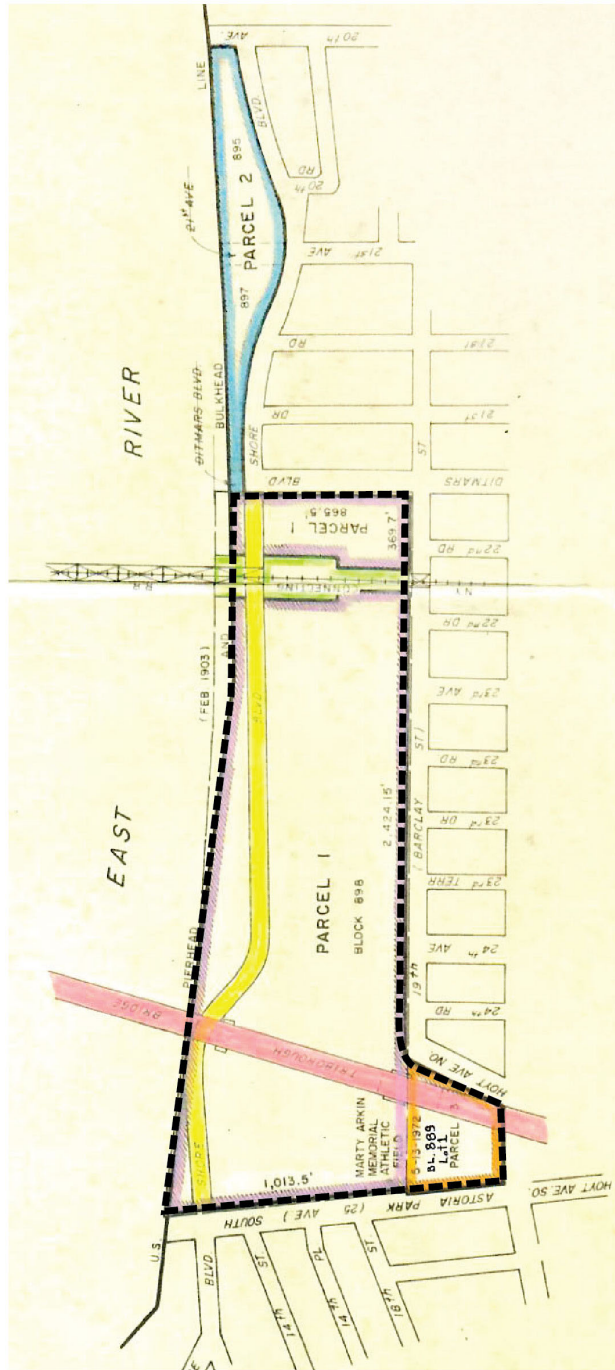 20th
AVE.
LINE
BLVD
895
PARCEL 2
897
20th
RD
21st AVE
21st
AVE
21st
RD
RIVER
BULKHEAD
DITMARS BLVD.
21st
DR
SHORE
ST
BLVD
DITMARS
PARCEL 1
865.5'
369.7'
22nd
RD
R.R.
CONNECTING
N.Y.
22nd DR
AND
(FEB 1903)
BLVD.
23rd AVE
ST.)
23rd
RD
2,424.15'
EAST
(BARCLAY
23rd
DR
PARCEL 1
BLOCK 898
23rd
TERR
PIERHEAD
24th
AVE
19th
24th
RD
BRIDGE
TRIBOROUGH
HOYT AVE NO.
MARTY ARKIN
MEMORIAL
ATHLETIC
FIELD
5-13-1972
BL. 869
Lot 1
PARCEL 3
SHORE
1,013.5'
ASTORIA PARK SOUTH (25 AVE)
HOYT AVE SO.
U.S.
BLVD.
14th
ST.
14th
PL
18th
ST.